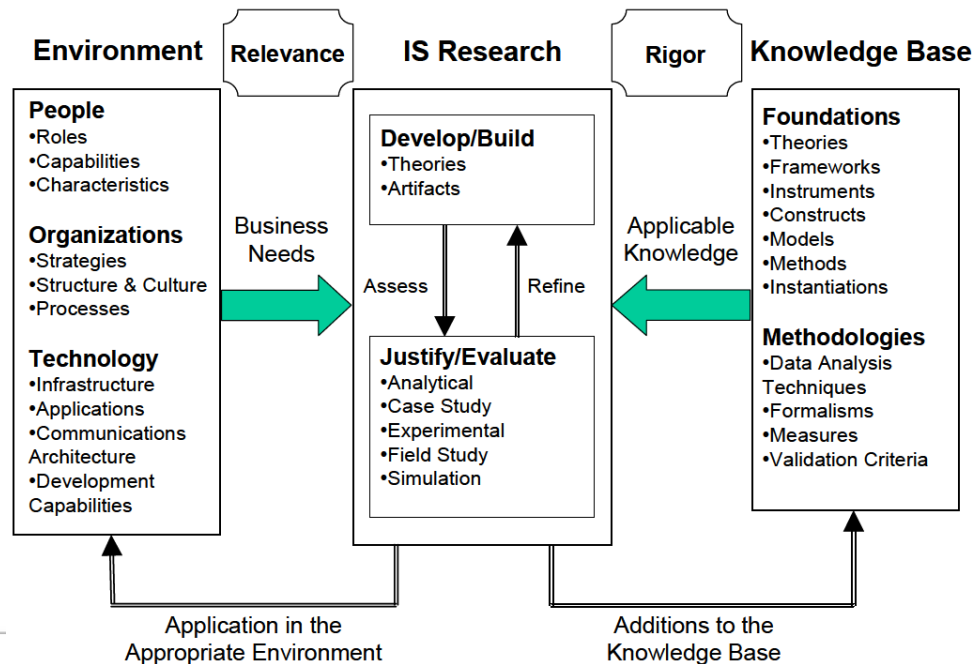 Environment
Relevance
IS Research
Rigor
Knowledge Base
People
•Roles
•Capabilities
•Characteristics
Organizations
•Strategies
•Structure & Culture
•Processes
Technology
•Infrastructure
•Applications
•Communications
Architecture
•Development
Capabilities
Business
Needs
Develop/Build
•Theories
•Artifacts
Assess
Refine
Justify/Evaluate
•Analytical
•Case Study
•Experimental
•Field Study
•Simulation
Applicable
Knowledge
Foundations
•Theories
•Frameworks
•Instruments
•Constructs
•Models
•Methods
•Instantiations
Methodologies
•Data Analysis
Techniques
•Formalisms
•Measures
•Validation Criteria
Application in the
Appropriate Environment
Additions to the
Knowledge Base